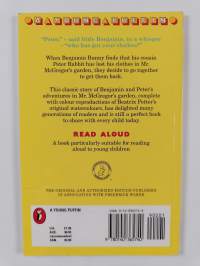 "Peter," – said little Benjamin, in a whisper
–"who has got your clothes?"
When Benjamin Bunny finds that his cousin
Peter Rabbit has lost his clothes in Mr.
McGregor's garden, they decide to go together
to get them back.
This classic story of Benjamin and Peter's
adventures in Mr. McGregor's garden, complete
with colour reproductions of Beatrix Potter's
original watercolours, has delighted many
generations of readers and is still a perfect book
to share with every child today.
READ ALOUD
A book particularly suitable for reading
aloud to young children
THE ORIGINAL AND AUTHORIZED EDITION PUBLISHED
IN ASSOCIATION WITH FREDERICK WARNE
A YOUNG PUFFIN